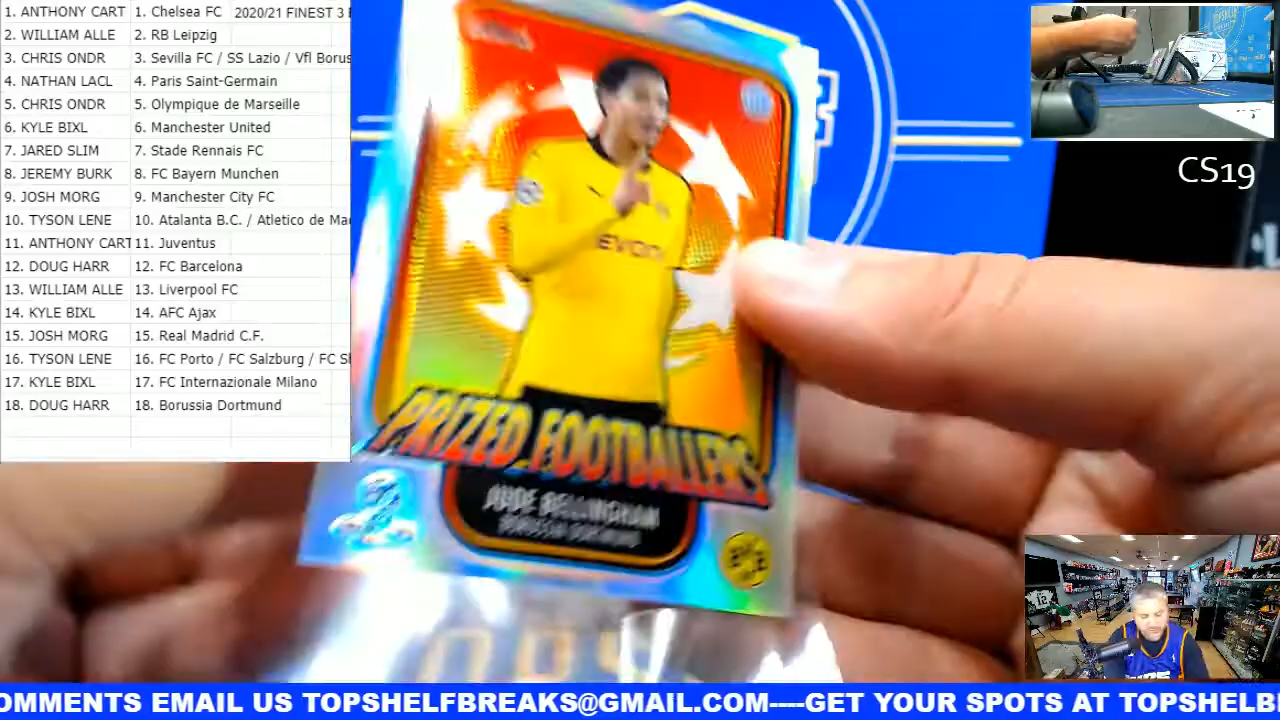 1. ANTHONY CART 1. Chelsea FC 2020/21 FINEST 3
2. WILLIAM ALLE 2. RB Leipzig
3. CHRIS ONDR 3. Sevilla FC / SS Lazio / Vfl Borus
4. NATHAN LACL 4. Paris Saint-Germain
5. CHRIS ONDR 5. Olympique de Marseille
6. KYLE BIXL 6. Manchester United
7. JARED SLIM 7. Stade Rennais FC
8. JEREMY BURK 8. FC Bayern Munchen
9. JOSH MORG 9. Manchester City FC
10. TYSON LENE 10. Atalanta B.C. / Atletico de Ma
11. ANTHONY CART 11. Juventus
12. DOUG HARR 12. FC Barcelona
13. WILLIAM ALLE 13. Liverpool FC
14. KYLE BIXL 14. AFC Ajax
15. JOSH MORG 15. Real Madrid C.F.
16. TYSON LENE 16. FC Porto / FC Salzburg / FC S
17. KYLE BIXL 17. FC Internazionale Milano
18. DOUG HARR 18. Borussia Dortmund
CS19
EVON
PRIZED FOOTBALLERS
JUDE BELLINGHAM
BORUSSIA DORTMUND
BVB
OMMENTS EMAIL US TOPSHELFBREAKS@GMAIL.COM----GET YOUR SPOTS AT TOPSHELB